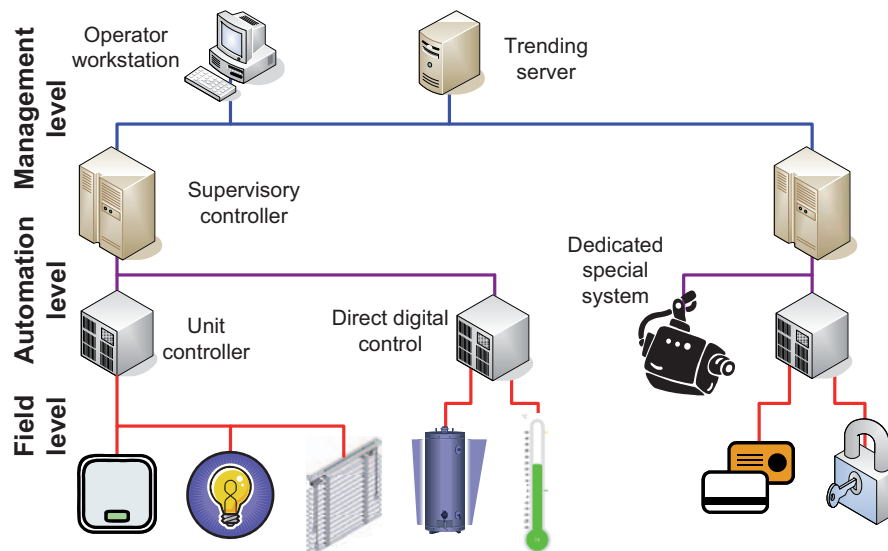 Operator
workstation
Trending
server
Management
level
Supervisory
controller
Automation
level
Dedicated
special
system
Unit
controller
Direct digital
control
Field
level